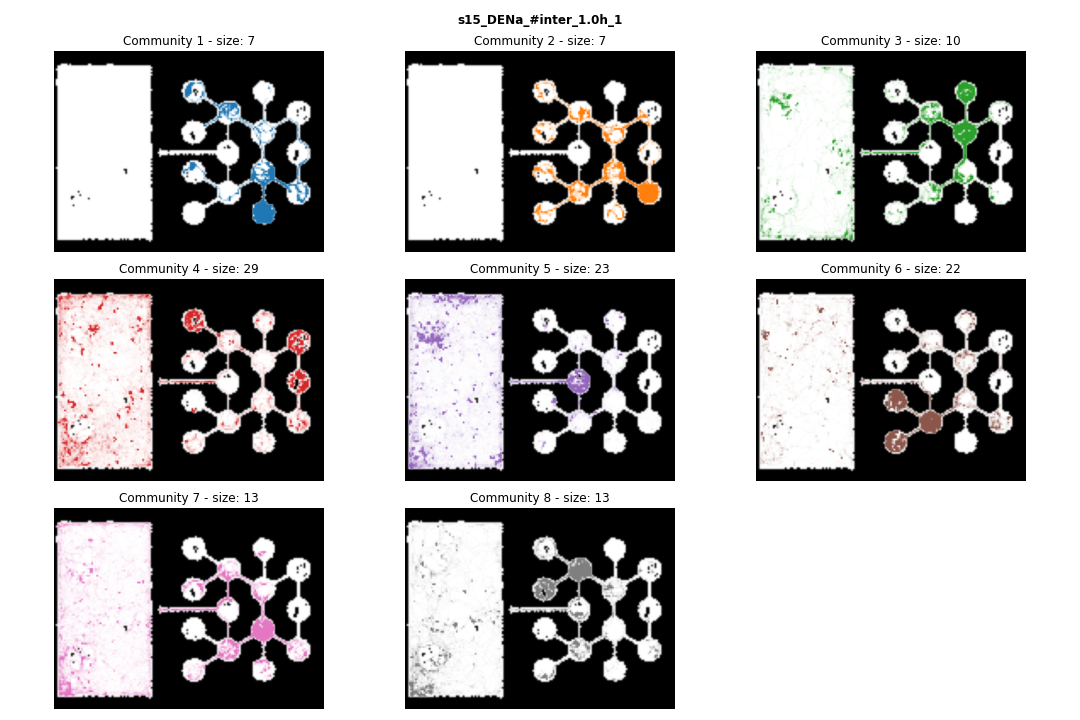 s15_DENa_#inter_1.0h_1
Community 1 - size: 7
Community 2 - size: 7
Community 3 - size: 10
Community 4 - size: 29
Community 5 - size: 23
Community 6 - size: 22
Community 7 - size: 13
Community 8 - size: 13